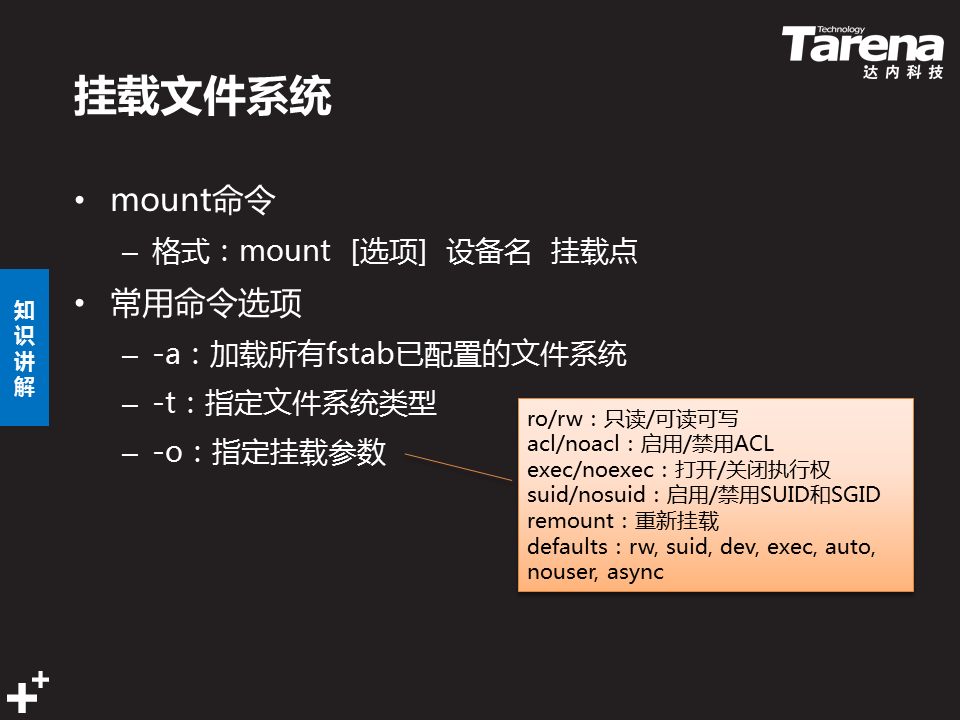 Technology
Tarena
达内科技
挂载文件系统
• mount命令
– 格式：mount [选项] 设备名 挂载点
• 常用命令选项
– -a：加载所有fstab已配置的文件系统
– -t：指定文件系统类型
– -o：指定挂载参数
知
识
讲
解
ro/rw：只读/可读可写
acl/noacl：启用/禁用ACL
exec/noexec：打开/关闭执行权
suid/nosuid：启用/禁用SUID和SGID
remount：重新挂载
defaults：rw, suid, dev, exec, auto,
nouser, async